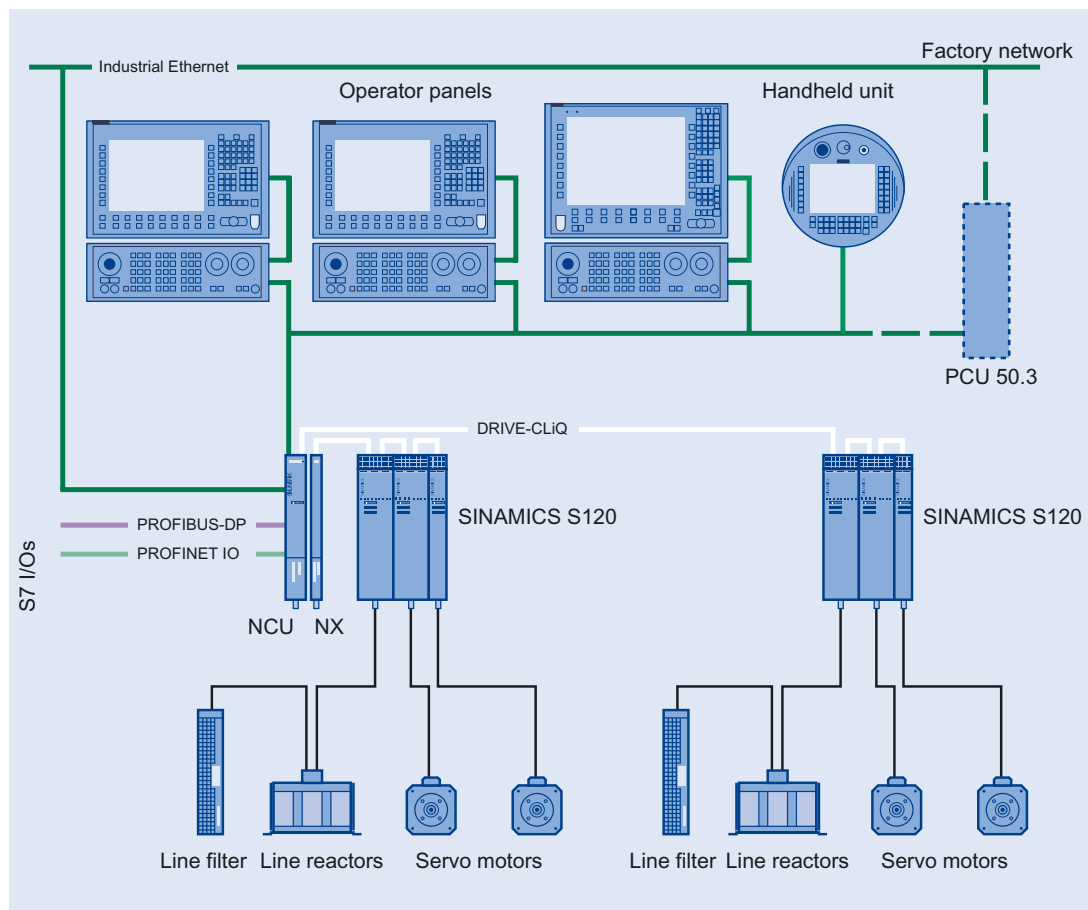 Factory network
Industrial Ethernet
Operator panels
Handheld unit
PCU 50.3
DRIVE-CLiQ
SINAMICS S120
SINAMICS S120
PROFIBUS-DP
PROFINET IO
S7 I/Os
NCU
NX
Line filter
Line reactors
Servo motors
Line filter
Line reactors
Servo motors